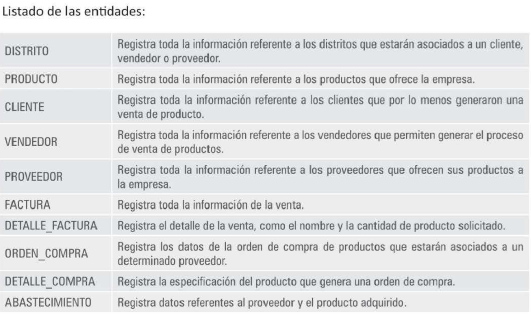 Listado de las entidades:
DISTRITO
Registra toda la información referente a los distritos que estarán asociados a un cliente,
vendedor o proveedor.
PRODUCTO
Registra toda la información referente a los productos que ofrece la empresa.
CLIENTE
Registra toda la información referente a los clientes que por lo menos generaron una
venta de producto.
VENDEDOR
Registra toda la información referente a los vendedores que permiten generar el proceso
de venta de productos.
PROVEEDOR
Registra toda la información referente a los proveedores que ofrecen sus productos a
la empresa.
FACTURA
Registra toda la información de la venta.
DETALLE_FACTURA
Registra el detalle de la venta, como el nombre y la cantidad de producto solicitado.
ORDEN_COMPRA
Registra los datos de la orden de compra de productos que estarán asociados a un
determinado proveedor.
DETALLE_COMPRA
Registra la especificación del producto que genera una orden de compra.
ABASTECIMIENTO
Registra datos referentes al proveedor y el producto adquirido.